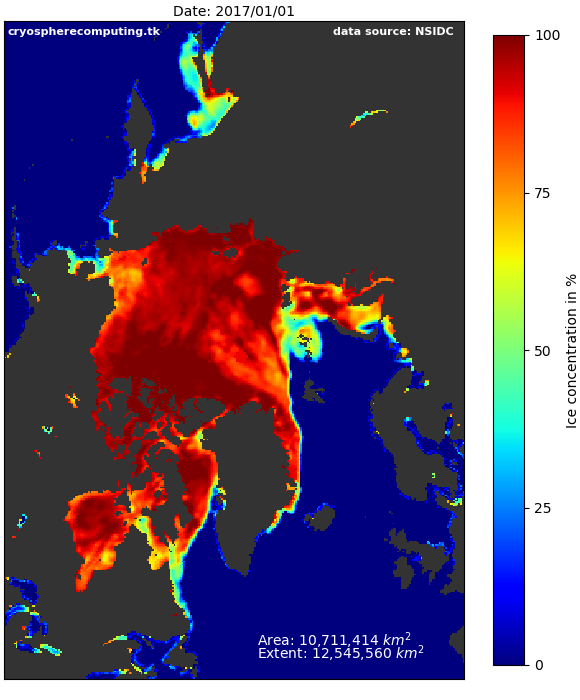 Date: 2017/01/01
cryospherecomputing.tk
data source: NSIDC
100
75
50
25
0
Ice concentration in %
Area: 10,711,414 km²
Extent: 12,545,560 km²